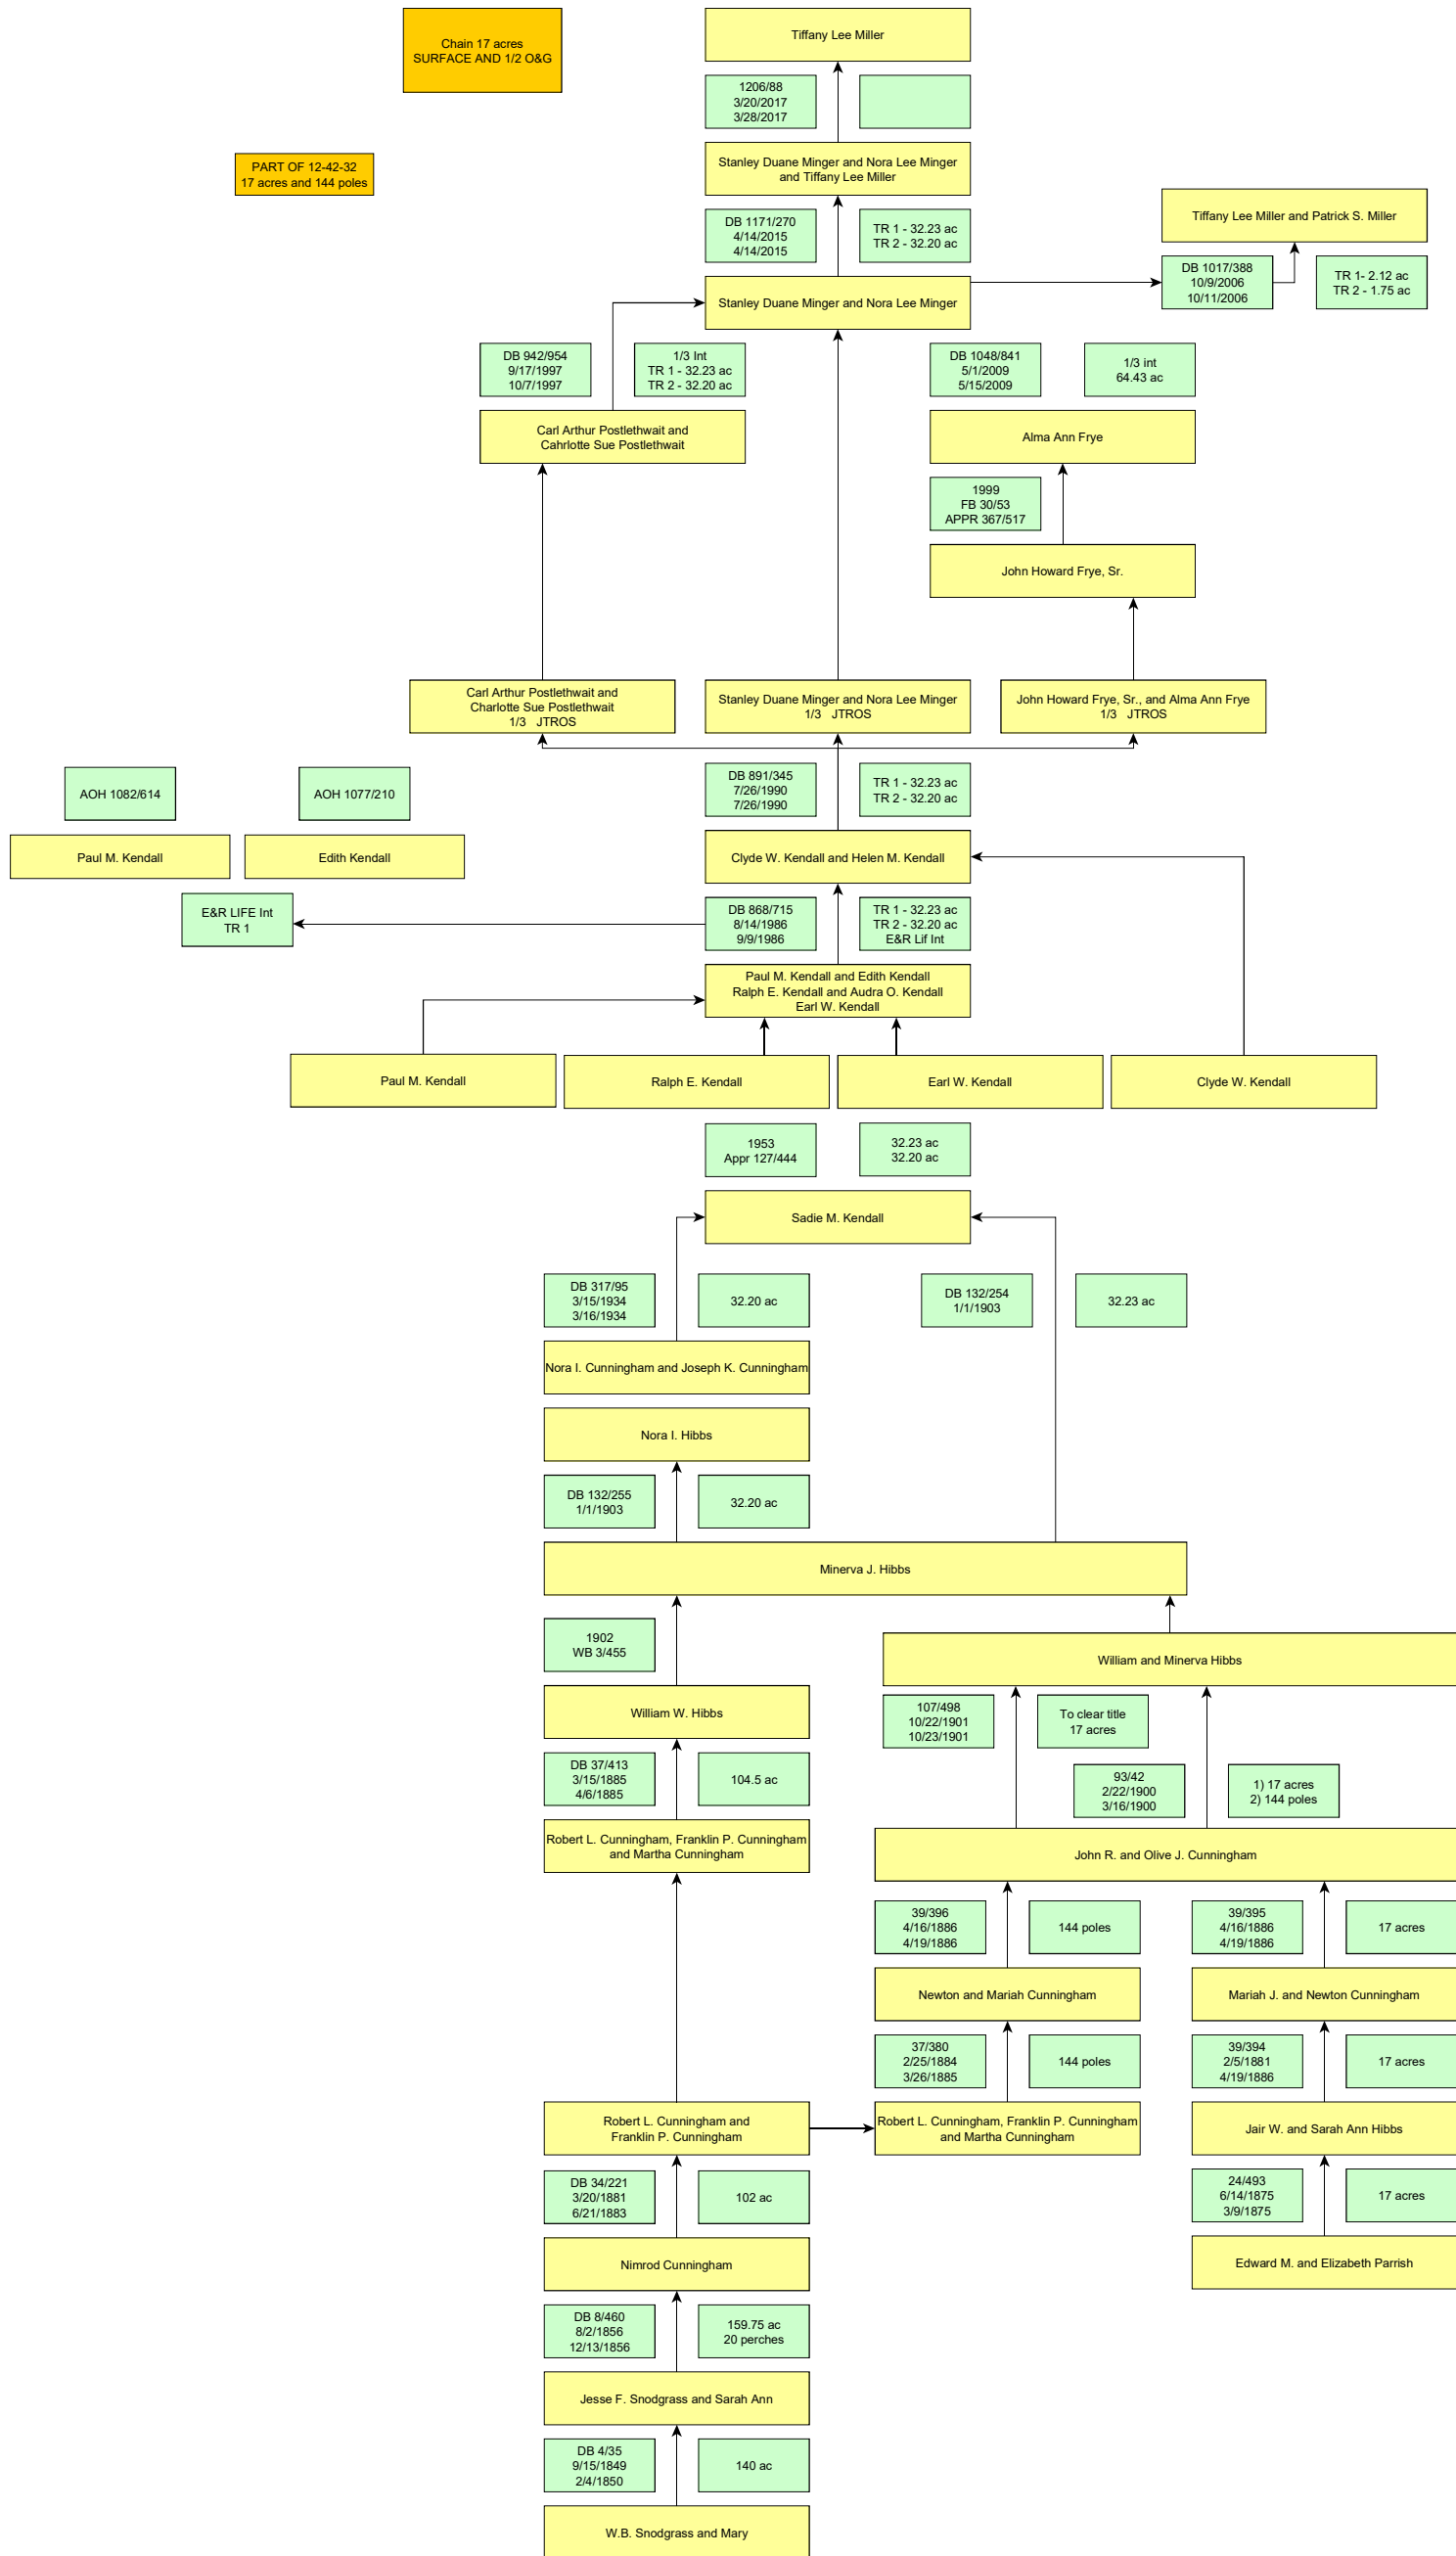 Chain 17 acres
SURFACE AND 1/2 O&G
Tiffany Lee Miller
1206/88
3/20/2017
3/28/2017
PART OF 12-42-32
17 acres and 144 poles
Stanley Duane Minger and Nora Lee Minger
and Tiffany Lee Miller
Tiffany Lee Miller and Patrick S. Miller
DB 1171/270
4/14/2015
4/14/2015
TR 1 - 32.23 ac
TR 2 - 32.20 ac
Stanley Duane Minger and Nora Lee Minger
DB 1017/388
10/9/2006
10/11/2006
TR 1- 2.12 ac
TR 2 - 1.75 ac
DB 942/954
9/17/1997
10/7/1997
1/3 Int
TR 1 - 32.23 ac
TR 2 - 32.20 ac
DB 1048/841
5/1/2009
5/15/2009
1/3 int
64.43 ac
Carl Arthur Postlethwait and
Cahrlotte Sue Postlethwait
Alma Ann Frye
1999
FB 30/53
APPR 367/517
John Howard Frye, Sr.
Carl Arthur Postlethwait and
Charlotte Sue Postlethwait
1/3 JTROS
Stanley Duane Minger and Nora Lee Minger
1/3 JTROS
John Howard Frye, Sr., and Alma Ann Frye
1/3 JTROS
AOH 1082/614
AOH 1077/210
DB 891/345
7/26/1990
7/26/1990
TR 1 - 32.23 ac
TR 2 - 32.20 ac
Paul M. Kendall
Edith Kendall
Clyde W. Kendall and Helen M. Kendall
E&R LIFE Int
TR 1
DB 868/715
8/14/1986
9/9/1986
TR 1 - 32.23 ac
TR 2 - 32.20 ac
E&R Lif Int
Paul M. Kendall and Edith Kendall
Ralph E. Kendall and Audra O. Kendall
Earl W. Kendall
Paul M. Kendall
Ralph E. Kendall
Earl W. Kendall
Clyde W. Kendall
1953
Appr 127/444
32.23 ac
32.20 ac
Sadie M. Kendall
DB 317/95
3/15/1934
3/16/1934
32.20 ac
DB 132/254
1/1/1903
32.23 ac
Nora I. Cunningham and Joseph K. Cunningham
Nora I. Hibbs
DB 132/255
1/1/1903
32.20 ac
Minerva J. Hibbs
1902
WB 3/455
William and Minerva Hibbs
William W. Hibbs
107/498
10/22/1901
10/23/1901
To clear title
17 acres
DB 37/413
3/15/1885
4/6/1885
104.5 ac
93/42
2/22/1900
3/16/1900
1) 17 acres
2) 144 poles
Robert L. Cunningham, Franklin P. Cunningham
and Martha Cunningham
John R. and Olive J. Cunningham
39/396
4/16/1886
4/19/1886
144 poles
39/395
4/16/1886
4/19/1886
17 acres
Newton and Mariah Cunningham
Mariah J. and Newton Cunningham
37/380
2/25/1884
3/26/1885
144 poles
39/394
2/5/1881
4/19/1886
17 acres
Robert L. Cunningham and
Franklin P. Cunningham
Robert L. Cunningham, Franklin P. Cunningham
and Martha Cunningham
Jair W. and Sarah Ann Hibbs
DB 34/221
3/20/1881
6/21/1883
102 ac
24/493
6/14/1875
3/9/1875
17 acres
Nimrod Cunningham
Edward M. and Elizabeth Parrish
DB 8/460
8/2/1856
12/13/1856
159.75 ac
20 perches
Jesse F. Snodgrass and Sarah Ann
DB 4/35
9/15/1849
2/4/1850
140 ac
W.B. Snodgrass and Mary